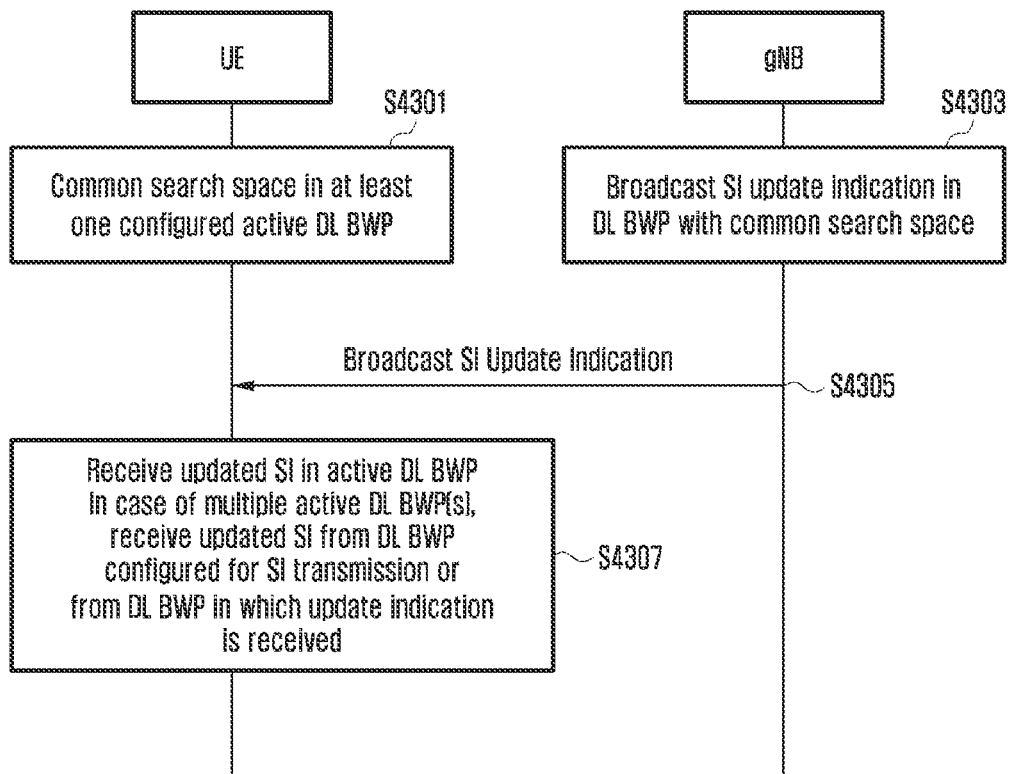 UE
gNB
S4301
S4303
Common search space in at least
one configured active DL BWP
Broadcast SI update indication in
DL BWP with common search space
Broadcast SI Update Indication
S4305
Receive updated SI in active DL BWP
In case of multiple active DL BWP(s),
receive updated SI from DL BWP
configured for SI transmission or
from DL BWP in which update indication
is received
S4307